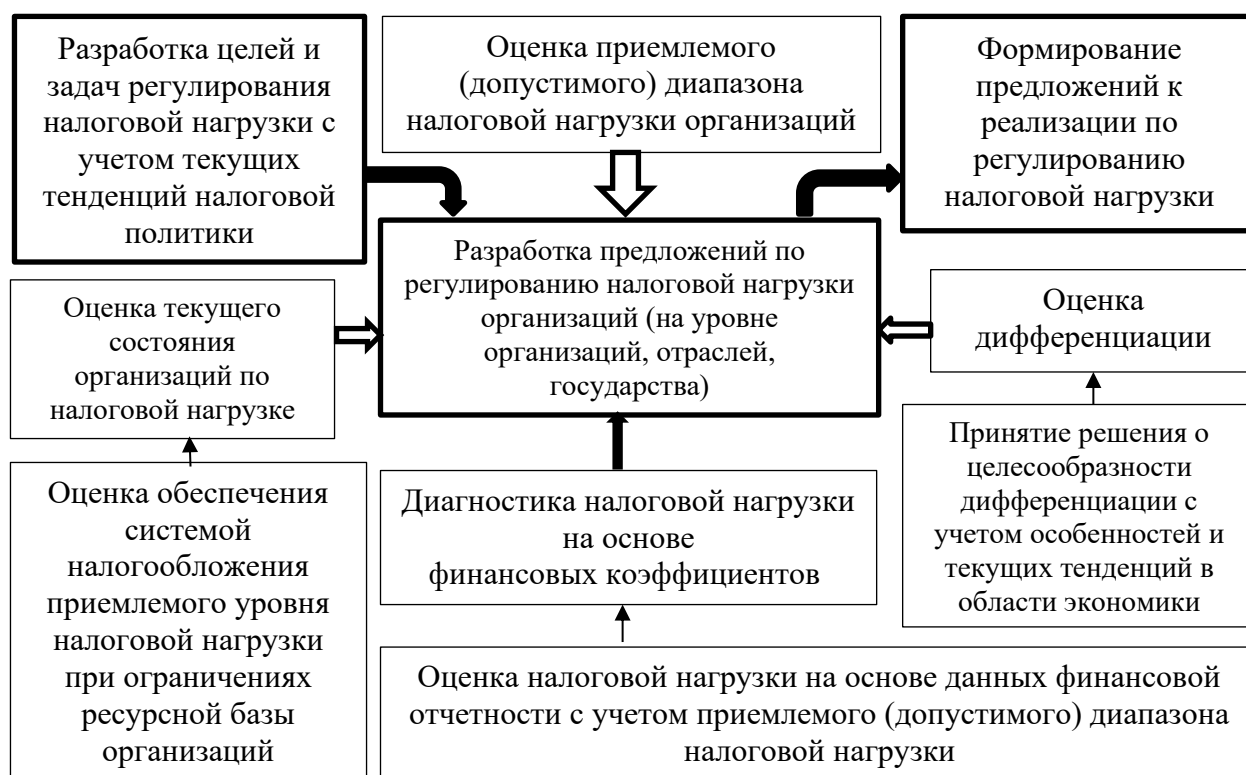 Разработка целей и
задач регулирования
налоговой нагрузки с
учетом текущих
тенденций налоговой
политики
Оценка приемлемого
(допустимого) диапазона
налоговой нагрузки организаций
Формирование
предложений к
реализации по
регулированию
налоговой нагрузки
Разработка предложений по
регулированию налоговой нагрузки
организаций (на уровне
организаций, отраслей,
государства)
Оценка текущего
состояния
организаций по
налоговой нагрузке
Оценка
дифференциации
Оценка обеспечения
системой
налогообложения
приемлемого уровня
налоговой нагрузки
при ограничениях
ресурсной базы
организаций
Диагностика налоговой нагрузки
на основе
финансовых коэффициентов
Принятие решения о
целесообразности
дифференциации с
учетом особенностей и
текущих тенденций в
области экономики
Оценка налоговой нагрузки на основе данных финансовой
отчетности с учетом приемлемого (допустимого) диапазона
налоговой нагрузки